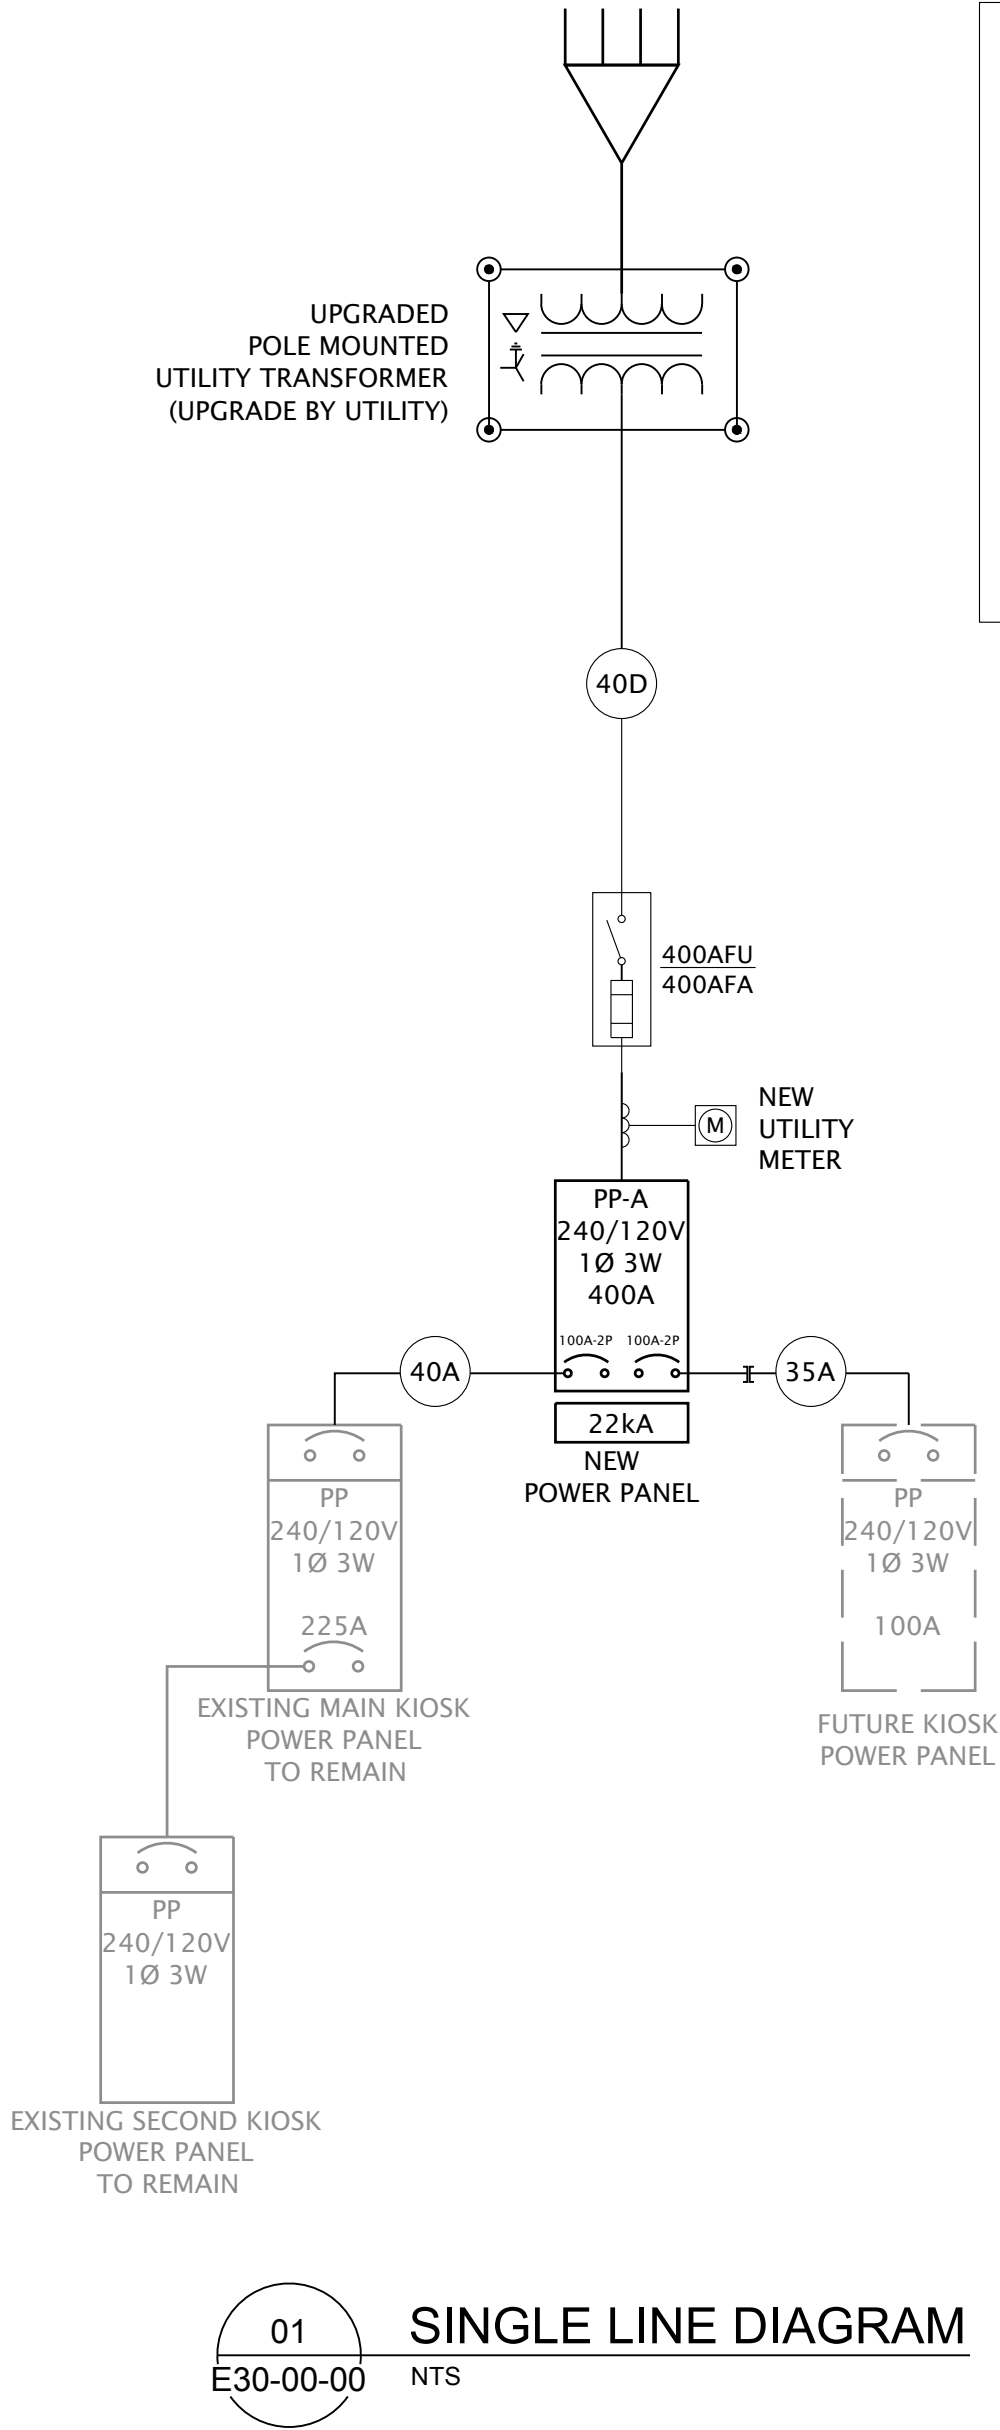 UPGRADED
POLE MOUNTED
UTILITY TRANSFORMER
(UPGRADE BY UTILITY)
40D
400AFU
400AFA
NEW
UTILITY
METER
M
PP-A
240/120V
1Ø 3W
400A
100A-2P 100A-2P
40A
35A
22kA
NEW
POWER PANEL
PP
240/120V
1Ø 3W
225A
EXISTING MAIN KIOSK
POWER PANEL
TO REMAIN
PP
240/120V
1Ø 3W
100A
FUTURE KIOSK
POWER PANEL
PP
240/120V
1Ø 3W
EXISTING SECOND KIOSK
POWER PANEL
TO REMAIN
01
E30-00-00
SINGLE LINE DIAGRAM
NTS